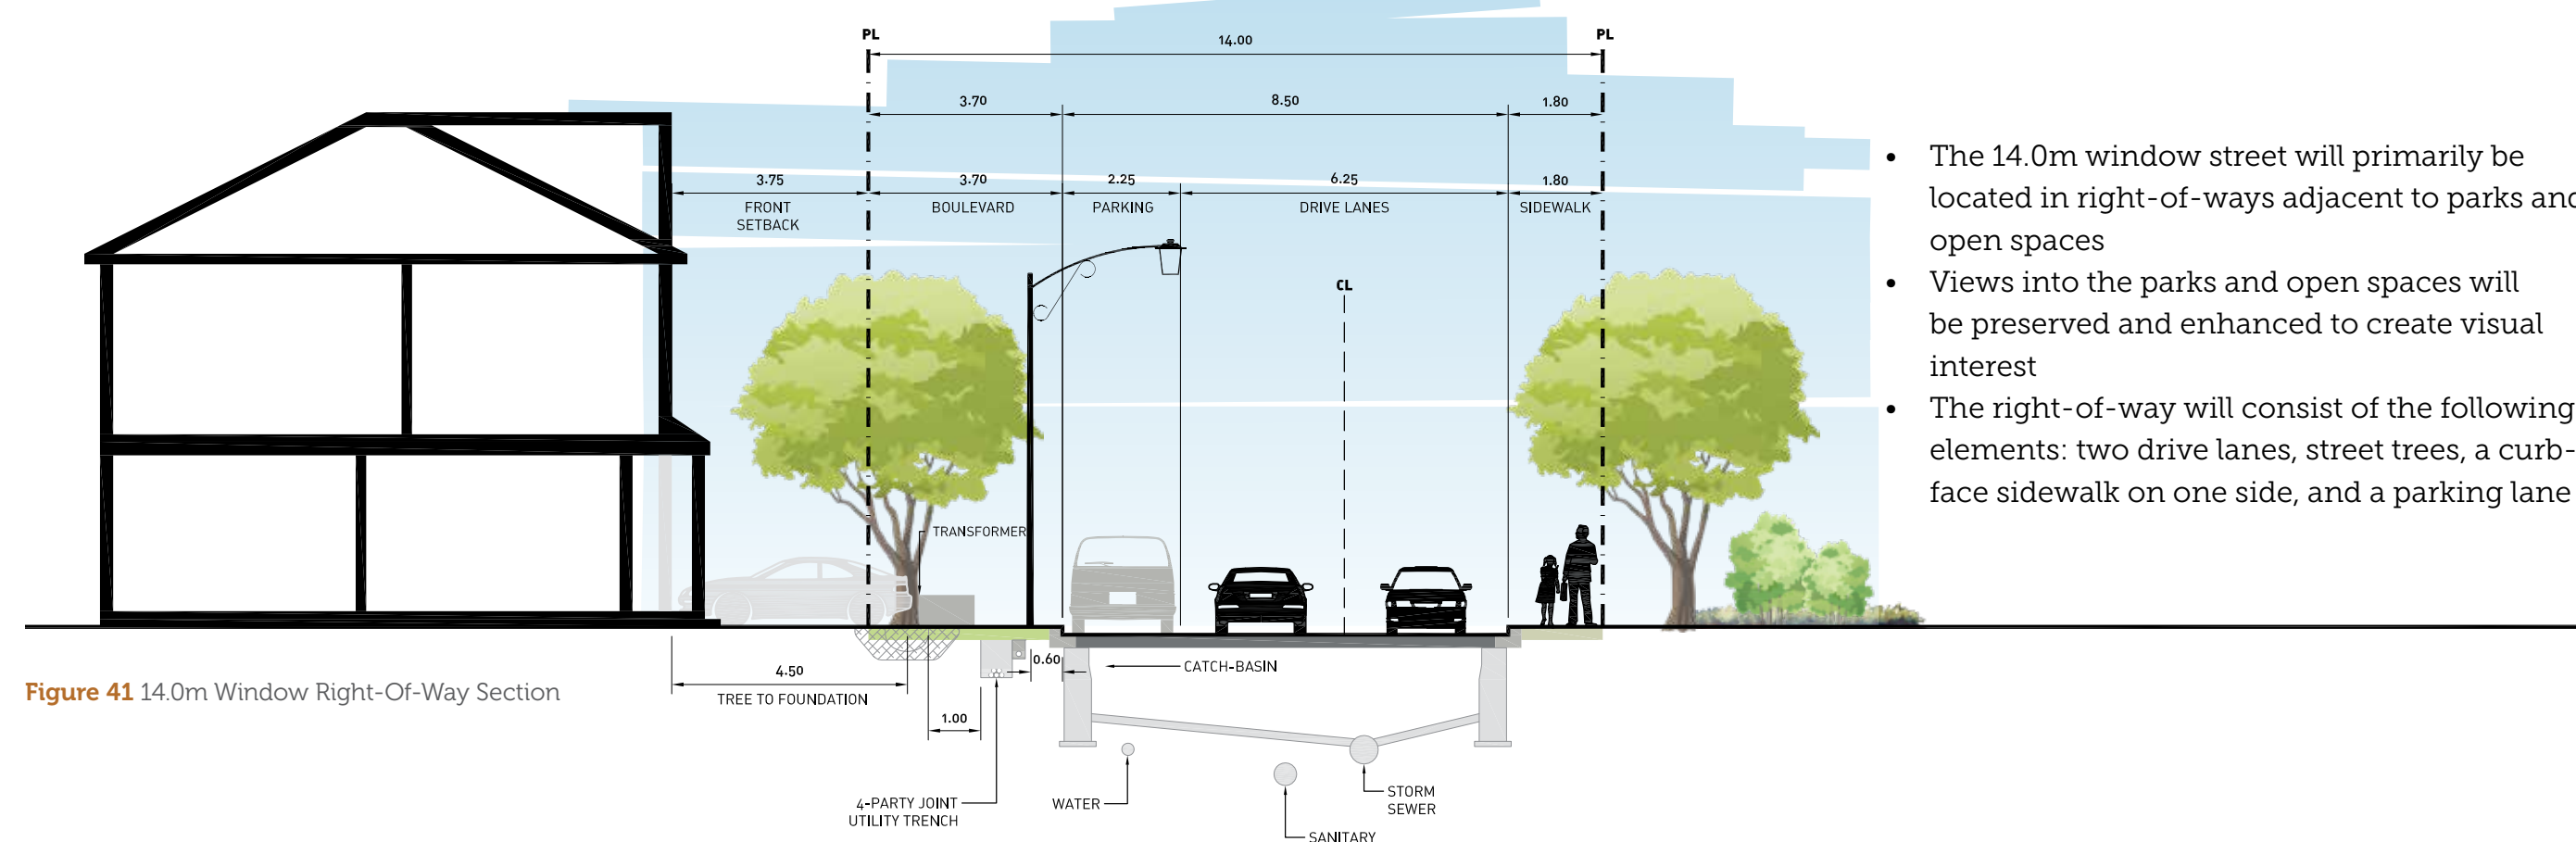 PL
PL
14.00
3.70
8.50
1.80
3.75
3.70
2.25
6.25
1.80
FRONT
SETBACK
BOULEVARD
PARKING
DRIVE LANES
SIDEWALK
CL
TRANSFORMER
0.60
CATCH-BASIN
4.50
TREE TO FOUNDATION
1.00
4-PARTY JOINT
UTILITY TRENCH
WATER
STORM
SEWER
SANITARY
Figure 41 14.0m Window Right-Of-Way Section
• The 14.0m window street will primarily be
located in right-of-ways adjacent to parks and
open spaces
• Views into the parks and open spaces will
be preserved and enhanced to create visual
interest
• The right-of-way will consist of the following
elements: two drive lanes, street trees, a curb-
face sidewalk on one side, and a parking lane